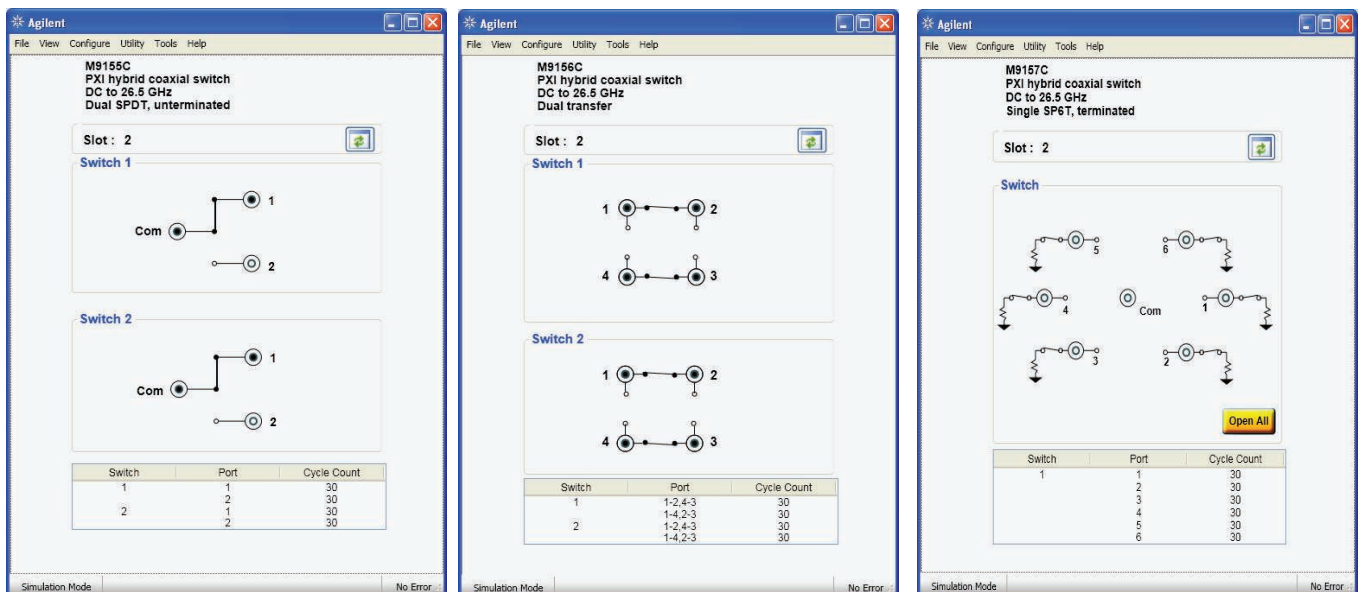 Agilent
File View Configure Utility Tools Help
M9155C
PXI hybrid coaxial switch
DC to 26.5 GHz
Dual SPDT, unterminated
Slot : 2
Switch 1
1
Com
2
Switch 2
1
Com
2
Switch Port Cycle Count
1 1 30
2 30
2 1 30
2 30
Simulation Mode No Error
Agilent
File View Configure Utility Tools Help
M9156C
PXI hybrid coaxial switch
DC to 26.5 GHz
Dual transfer
Slot : 2
Switch 1
1 2
4 3
Switch 2
1 2
4 3
Switch Port Cycle Count
1 1-2,4-3 30
1-4,2-3 30
2 1-2,4-3 30
1-4,2-3 30
Simulation Mode No Error
Agilent
File View Configure Utility Tools Help
M9157C
PXI hybrid coaxial switch
DC to 26.5 GHz
Single SP6T, terminated
Slot : 2
Switch
5 6
4 Com 1
3 2
Open All
Switch Port Cycle Count
1 1 30
2 30
3 30
4 30
5 30
6 30
Simulation Mode No Error